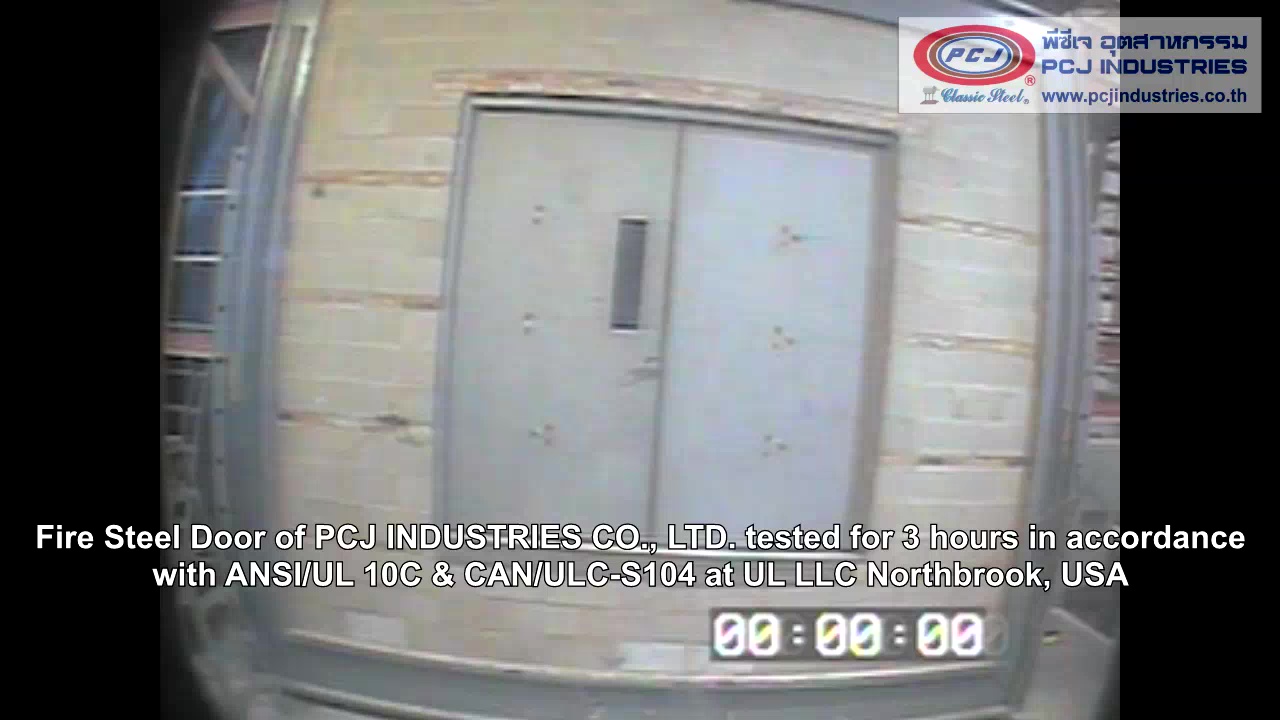 PCJ
®
Classic Steel®
พีซีเจ อุตสาหกรรม
PCJ INDUSTRIES
www.pcjindustries.co.th
Fire Steel Door of PCJ INDUSTRIES CO., LTD. tested for 3 hours in accordance
with ANSI/UL 10C & CAN/ULC-S104 at UL LLC Northbrook, USA
00:00:00